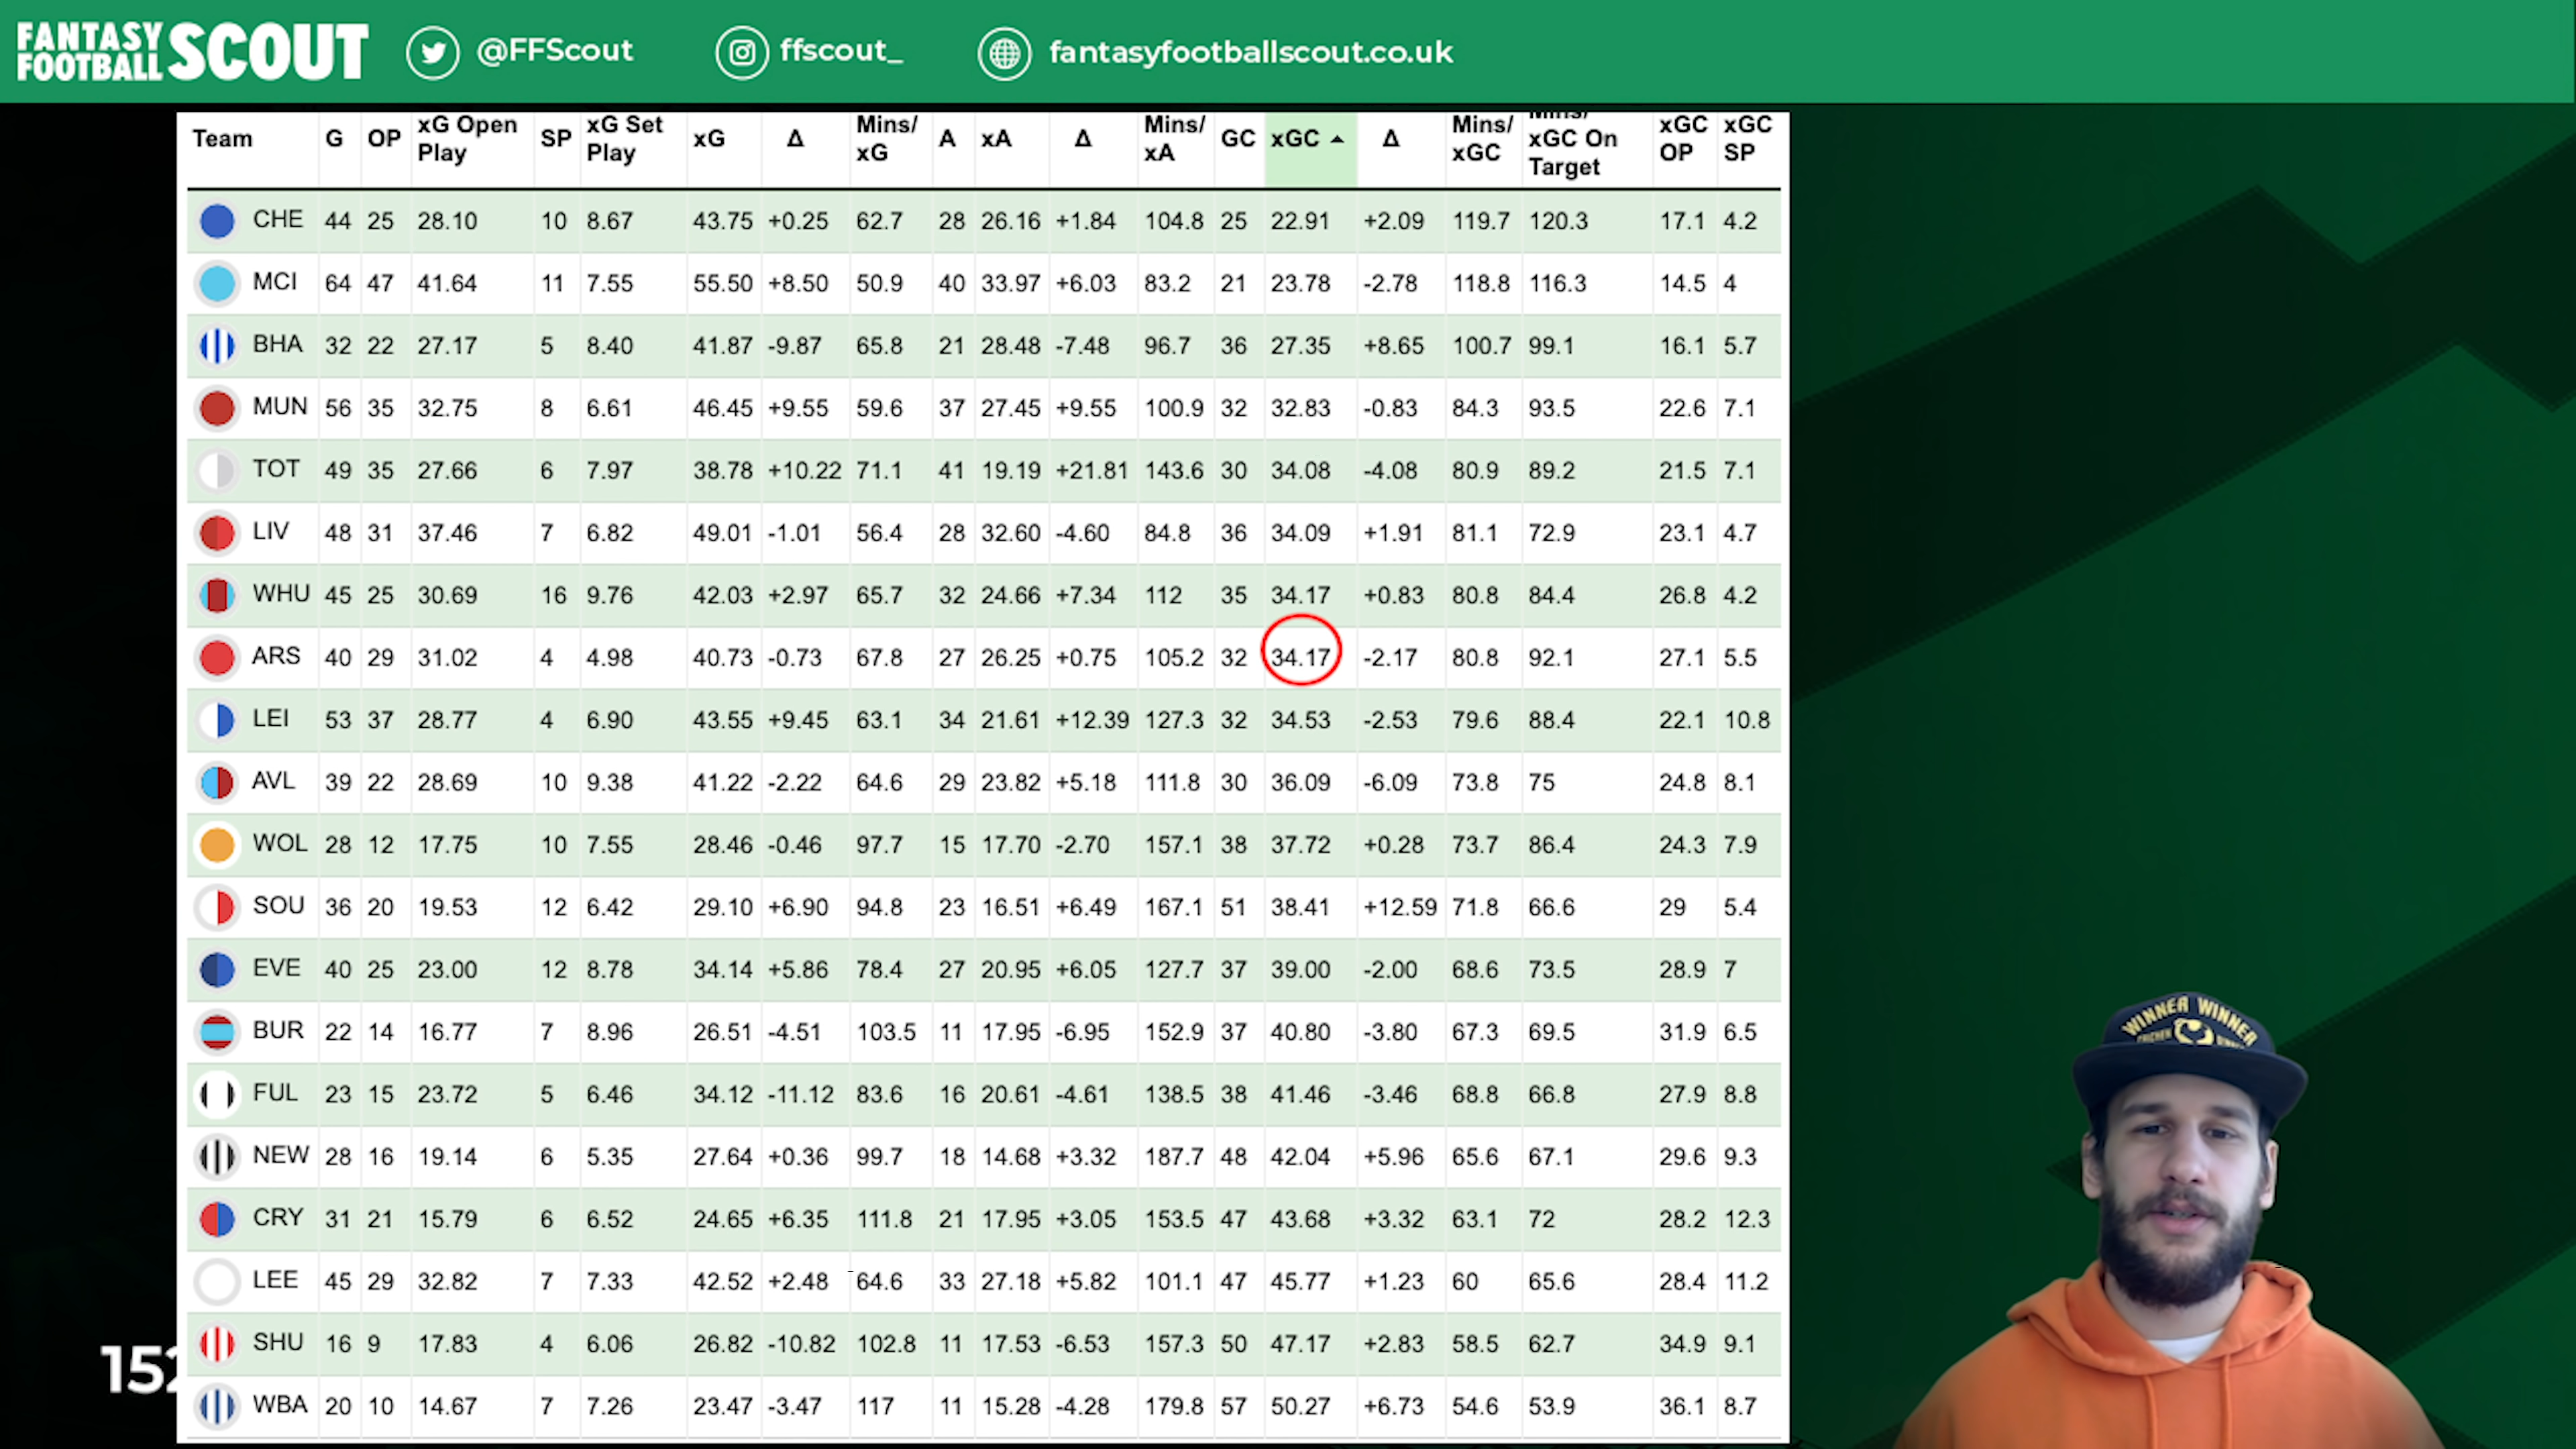 FANTASY FOOTBALL SCOUT @FFScout ffscout_ fantasyfootballscout.co.uk
Team G OP xG Open Play SP xG Set Play xG Δ Mins/ xG A xA Δ Mins/ xA GC xGC Δ Mins/ xGC Mins/ xGC On Target xGC OP xGC SP
CHE 44 25 28.10 10 8.67 43.75 +0.25 62.7 28 26.16 +1.84 104.8 25 22.91 +2.09 119.7 120.3 17.1 4.2
MCI 64 47 41.64 11 7.55 55.50 +8.50 50.9 40 33.97 +6.03 83.2 21 23.78 -2.78 118.8 116.3 14.5 4
BHA 32 22 27.17 5 8.40 41.87 -9.87 65.8 21 28.48 -7.48 96.7 36 27.35 +8.65 100.7 99.1 16.1 5.7
MUN 56 35 32.75 8 6.61 46.45 +9.55 59.6 37 27.45 +9.55 100.9 32 32.83 -0.83 84.3 93.5 22.6 7.1
TOT 49 35 27.66 6 7.97 38.78 +10.22 71.1 41 19.19 +21.81 143.6 30 34.08 -4.08 80.9 89.2 21.5 7.1
LIV 48 31 37.46 7 6.82 49.01 -1.01 56.4 28 32.60 -4.60 84.8 36 34.09 +1.91 81.1 72.9 23.1 4.7
WHU 45 25 30.69 16 9.76 42.03 +2.97 65.7 32 24.66 +7.34 112 35 34.17 +0.83 80.8 84.4 26.8 4.2
ARS 40 29 31.02 4 4.98 40.73 -0.73 67.8 27 26.25 +0.75 105.2 32 34.17 -2.17 80.8 92.1 27.1 5.5
LEI 53 37 28.77 4 6.90 43.55 +9.45 63.1 34 21.61 +12.39 127.3 32 34.53 -2.53 79.6 88.4 22.1 10.8
AVL 39 22 28.69 10 9.38 41.22 -2.22 64.6 29 23.82 +5.18 111.8 30 36.09 -6.09 73.8 75 24.8 8.1
WOL 28 12 17.75 10 7.55 28.46 -0.46 97.7 15 17.70 -2.70 157.1 38 37.72 +0.28 73.7 86.4 24.3 7.9
SOU 36 20 19.53 12 6.42 29.10 +6.90 94.8 23 16.51 +6.49 167.1 51 38.41 +12.59 71.8 66.6 29 5.4
EVE 40 25 23.00 12 8.78 34.14 +5.86 78.4 27 20.95 +6.05 127.7 37 39.00 -2.00 68.6 73.5 28.9 7
BUR 22 14 16.77 7 8.96 26.51 -4.51 103.5 11 17.95 -6.95 152.9 37 40.80 -3.80 67.3 69.5 31.9 6.5
FUL 23 15 23.72 5 6.46 34.12 -11.12 83.6 16 20.61 -4.61 138.5 38 41.46 -3.46 68.8 66.8 27.9 8.8
NEW 28 16 19.14 6 5.35 27.64 +0.36 99.7 18 14.68 +3.32 187.7 48 42.04 +5.96 65.6 67.1 29.6 9.3
CRY 31 21 15.79 6 6.52 24.65 +6.35 111.8 21 17.95 +3.05 153.5 47 43.68 +3.32 63.1 72 28.2 12.3
LEE 45 29 32.82 7 7.33 42.52 +2.48 64.6 33 27.18 +5.82 101.1 47 45.77 +1.23 60 65.6 28.4 11.2
SHU 16 9 17.83 4 6.06 26.82 -10.82 102.8 11 17.53 -6.53 157.3 50 47.17 +2.83 58.5 62.7 34.9 9.1
WBA 20 10 14.67 7 7.26 23.47 -3.47 117 11 15.28 -4.28 179.8 57 50.27 +6.73 54.6 53.9 36.1 8.7
152
WINNER WINNER
CHICKEN